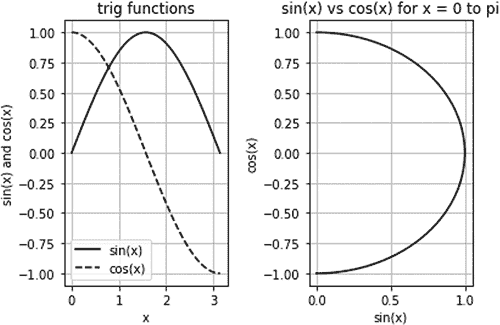 trig functions
sin(x) and cos(x)
1.00
0.75
0.50
0.25
0.00
−0.25
−0.50
−0.75
−1.00
sin(x)
cos(x)
0 1 2 3
x
sin(x) vs cos(x) for x = 0 to pi
cos(x)
1.00
0.75
0.50
0.25
0.00
−0.25
−0.50
−0.75
−1.00
0.0 0.5 1.0
sin(x)